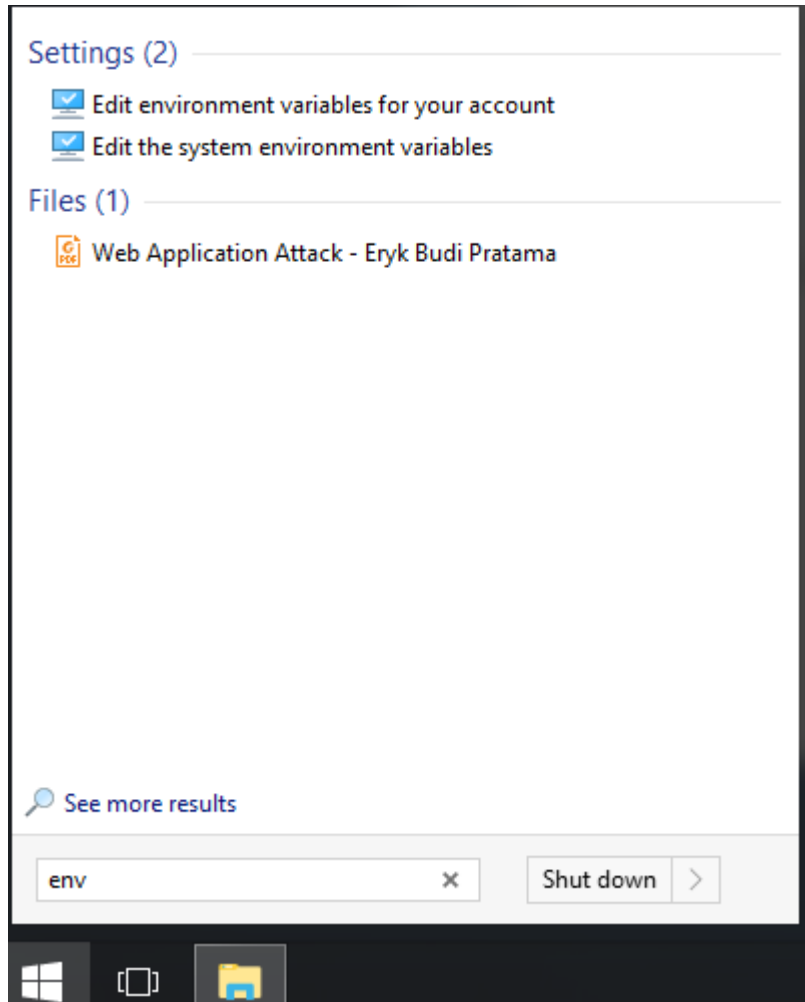 Settings (2)
Edit environment variables for your account
Edit the system environment variables
Files (1)
Web Application Attack - Eryk Budi Pratama
See more results
env
Shut down